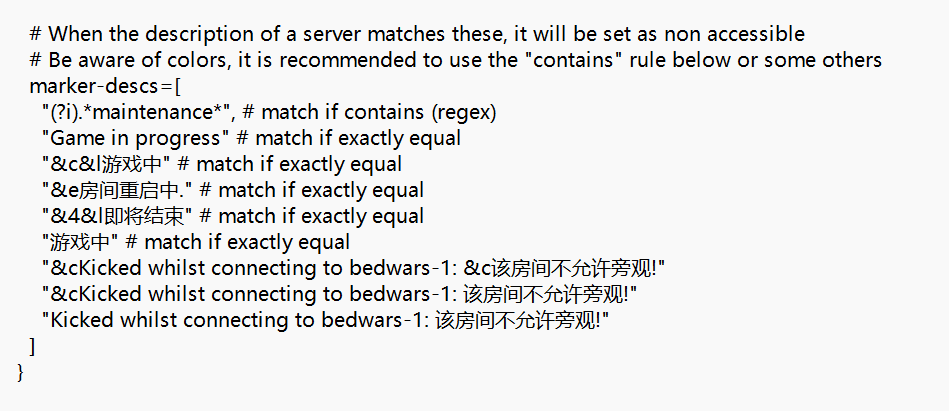 # When the description of a server matches these, it will be set as non accessible
# Be aware of colors, it is recommended to use the "contains" rule below or some others
marker-descs=[
"(?i).*maintenance*", # match if contains (regex)
"Game in progress" # match if exactly equal
"&c&l游戏中" # match if exactly equal
"&e房间重启中." # match if exactly equal
"&4&l即将结束" # match if exactly equal
"游戏中" # match if exactly equal
"&cKicked whilst connecting to bedwars-1: &c该房间不允许旁观!"
"&cKicked whilst connecting to bedwars-1: 该房间不允许旁观!"
"Kicked whilst connecting to bedwars-1: 该房间不允许旁观!"
]
}